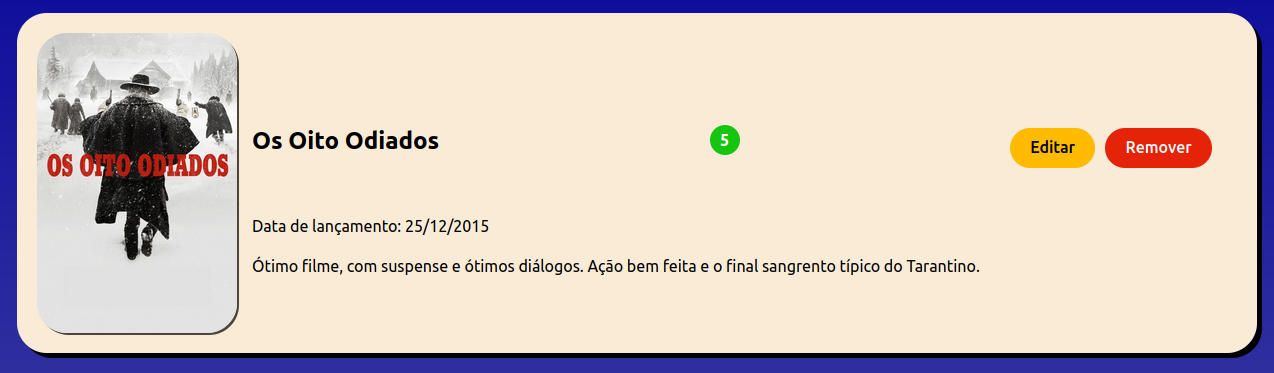 OS OITO ODIADOS
Os Oito Odiados
5
Editar
Remover
Data de lançamento: 25/12/2015
Ótimo filme, com suspense e ótimos diálogos. Ação bem feita e o final sangrento típico do Tarantino.